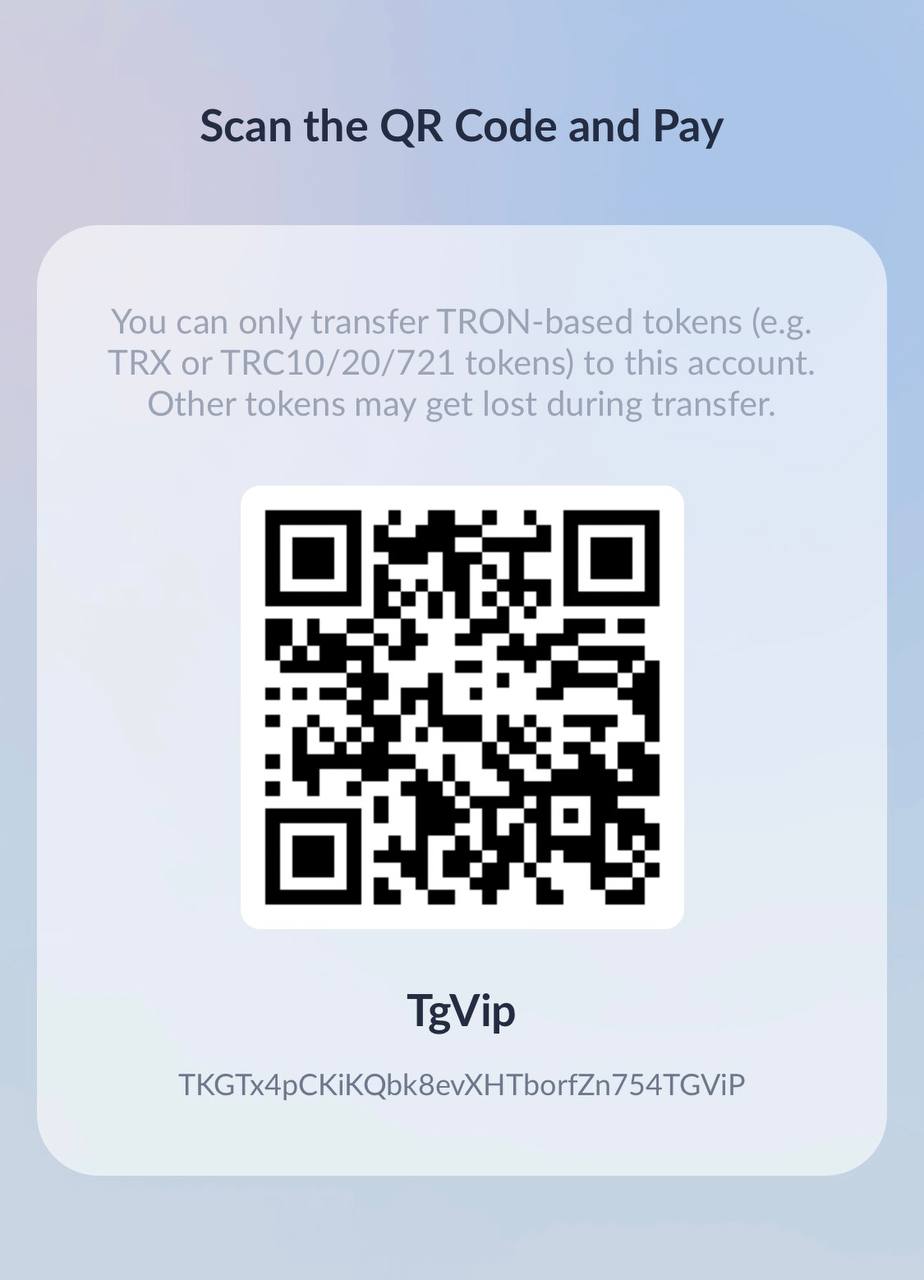 Scan the QR Code and Pay
You can only transfer TRON-based tokens (e.g.
TRX or TRC10/20/721 tokens) to this account.
Other tokens may get lost during transfer.
TgVip
TKGTx4pCKiKQbk8evXHTborfZn754TGViP